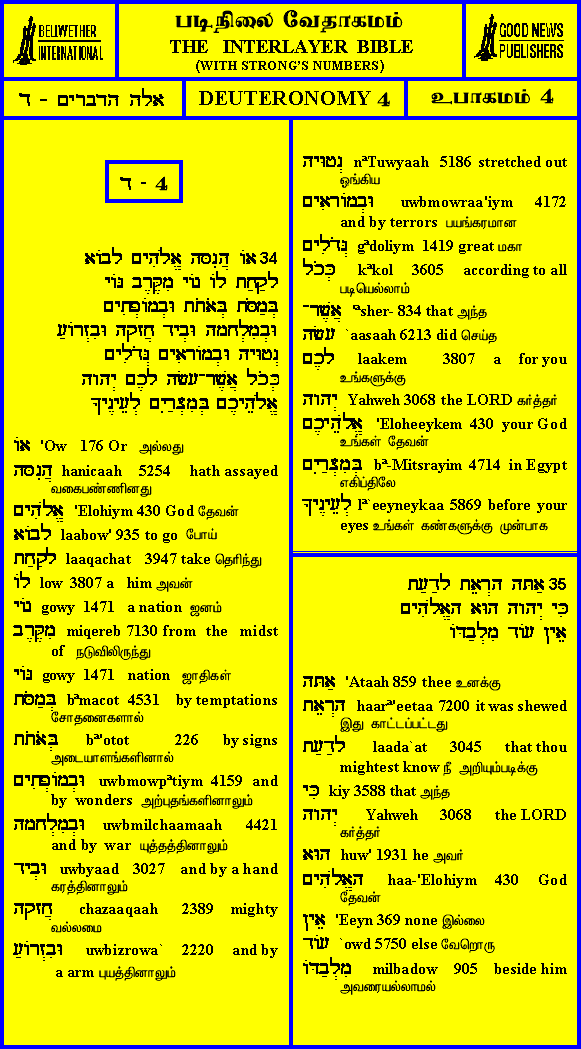 BELIWETHER
INTERNATIONAL
படிநிலை வேதாகமம்
THE INTERLAYER BIBLE
(WITH STRONG'S NUMBERS)
GOOD NEWS
PUBLISHERS
אלה הדברים - ד
DEUTERONOMY 4
உபாகமம் 4
ד - 4
34 אוֹ הֲנִסָּה אֱלֹהִים לָבוֹא
לָקַחַת לוֹ גוֹי מִקֶּרֶב גּוֹי
בְּמַסֹּת בְּאֹתֹת וּבְמוֹפְתִים
וּבְמִלְחָמָה וּבְיָד חֲזָקָה וּבִזְרוֹעַ
נְטוּיָה וּבְמוֹרָאִים גְּדֹלִים
כְּכֹל אֲשֶׁר־עָשָׂה לָכֶם יְהוָה
אֱלֹהֵיכֶם בְּמִצְרַיִם לְעֵינֶיךָ
אוֹ 'Ow 176 Or அல்லது
הֲנִסָּה hanicaah 5254 hath assayed
வகைபண்ணினது
אֱלֹהִים 'Elohiym 430 God தேவன்
לָבוֹא laabow' 935 to go போய்
לָקַחַת laaqachat 3947 take தெரிந்து
לוֹ low 3807 a him அவன்
גוֹי gowy 1471 a nation ஜனம்
מִקֶּרֶב miqereb 7130 from the midst
of நடுவிலிருந்து
גּוֹי gowy 1471 nation ஜாதிகள்
בְּמַסֹּת bªmacot 4531 by temptations
சோதனைகளால்
בְּאֹתֹת bª'otot 226 by signs
அடையாளங்களினால்
וּבְמוֹפְתִים uwbmowpªtiym 4159 and
by wonders அற்புதங்களினாலும்
וּבְמִלְחָמָה uwbmilchaamaah 4421
and by war யுத்தத்தினாலும்
וּבְיָד uwbyaad 3027 and by a hand
கரத்தினாலும்
חֲזָקָה chazaaqaah 2389 mighty
வல்லமை
וּבִזְרוֹעַ uwbizrowa` 2220 and by
a arm புயத்தினாலும்
נְטוּיָה nªTuwyaah 5186 stretched out
ஓங்கிய
וּבְמוֹרָאִים uwbmowraa'iym 4172
and by terrors பயங்கரமான
גְּדֹלִים gªdoliym 1419 great மகா
כְּכֹל kªkol 3605 according to all
படியெல்லாம்
אֲשֶׁר־ 'ªsher- 834 that அந்த
עָשָׂה `aasaah 6213 did செய்த
לָכֶם laakem 3807 a for you
உங்களுக்கு
יְהוָה Yahweh 3068 the LORD கர்த்தர்
אֱלֹהֵיכֶם 'Eloheeykem 430 your God
உங்கள் தேவன்
בְּמִצְרַיִם bª-Mitsrayim 4714 in Egypt
எகிப்திலே
לְעֵינֶיךָ lª`eeyneykaa 5869 before your
eyes உங்கள் கண்களுக்கு முன்பாக
35 אַתָּה הָרְאֵתָ לָדַעַת
כִּי יְהוָה הוּא הָאֱלֹהִים
אֵין עוֹד מִלְבַדּוֹ
אַתָּה 'Ataah 859 thee உனக்கு
הָרְאֵתָ haarª'eetaa 7200 it was shewed
இது காட்டப்பட்டது
לָדַעַת laada`at 3045 that thou
mightest know நீ அறியும்படிக்கு
כִּי kiy 3588 that அந்த
יְהוָה Yahweh 3068 the LORD
கர்த்தர்
הוּא huw' 1931 he அவர்
הָאֱלֹהִים haa-'Elohiym 430 God
தேவன்
אֵין 'Eeyn 369 none இல்லை
עוֹד `owd 5750 else வேறொரு
מִלְבַדּוֹ milbadow 905 beside him
அவரையல்லாமல்